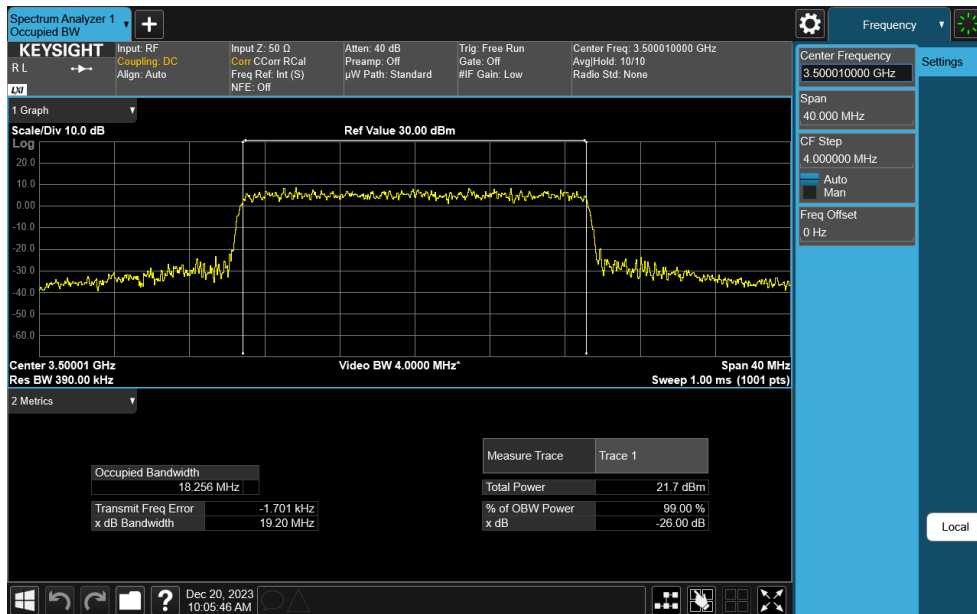 Spectrum Analyzer 1
Occupied BW
Frequency
KEYSIGHT
R L
LXI
Input: RF
Coupling: DC
Align: Auto
Input Z: 50 Ω
Corr CCorr RCal
Freq Ref: Int (S)
NFE: Off
Atten: 40 dB
Preamp: Off
µW Path: Standard
Trig: Free Run
Gate: Off
#IF Gain: Low
Center Freq: 3.500010000 GHz
Avg|Hold: 10/10
Radio Std: None
Center Frequency
3.500010000 GHz
Settings
Span
40.000 MHz
CF Step
4.000000 MHz
Auto
Man
Freq Offset
0 Hz
Local
1 Graph
Scale/Div 10.0 dB
Ref Value 30.00 dBm
Log
20.0
10.0
0.00
-10.0
-20.0
-30.0
-40.0
-50.0
-60.0
Center 3.50001 GHz
Video BW 4.0000 MHz*
Span 40 MHz
Res BW 390.00 kHz
Sweep 1.00 ms (1001 pts)
2 Metrics
Measure Trace Trace 1
Occupied Bandwidth
18.256 MHz
Total Power 21.7 dBm
Transmit Freq Error -1.701 kHz
% of OBW Power 99.00 %
x dB Bandwidth 19.20 MHz
x dB -26.00 dB
?
Dec 20, 2023
10:05:46 AM